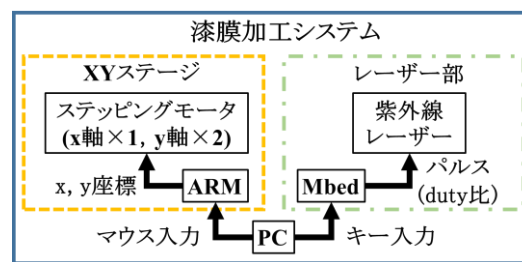 漆膜加工システム
XYステージ
ステッピングモータ
(x軸×1, y軸×2)
x, y座標
ARM
マウス入力
レーザー部
紫外線
レーザー
Mbed
パルス
(duty比)
PC
キー入力